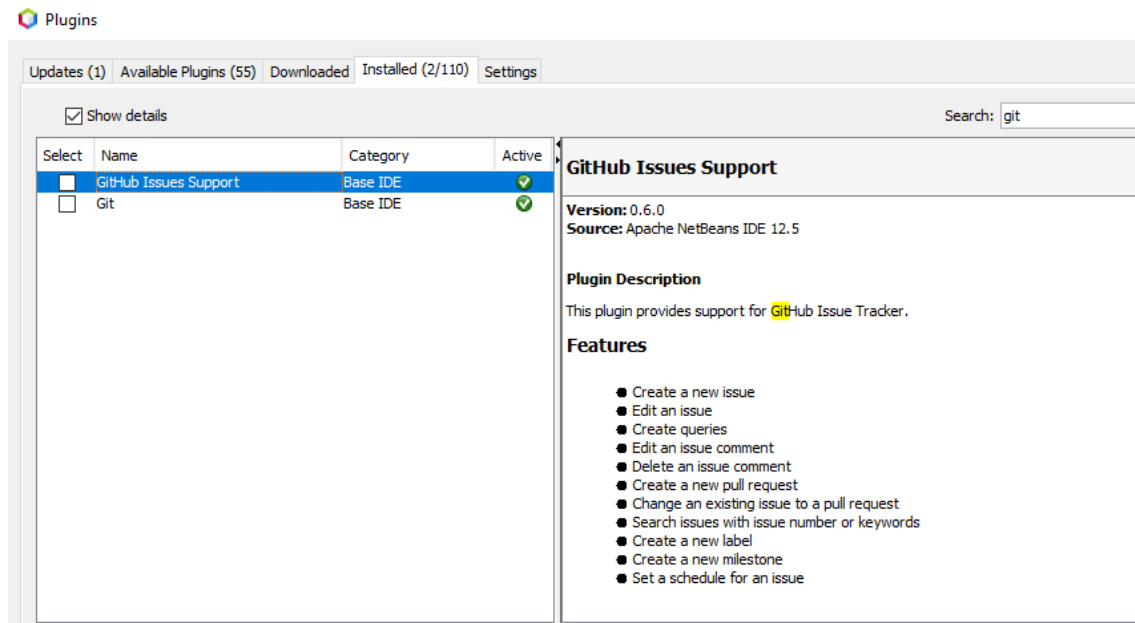 Plugins
Updates (1) Available Plugins (55) Downloaded Installed (2/110) Settings
Show details
Search: git
Select Name Category Active
GitHub Issues Support Base IDE
Git Base IDE
GitHub Issues Support
Version: 0.6.0
Source: Apache NetBeans IDE 12.5
Plugin Description
This plugin provides support for GitHub Issue Tracker.
Features
Create a new issue
Edit an issue
Create queries
Edit an issue comment
Delete an issue comment
Create a new pull request
Change an existing issue to a pull request
Search issues with issue number or keywords
Create a new label
Create a new milestone
Set a schedule for an issue